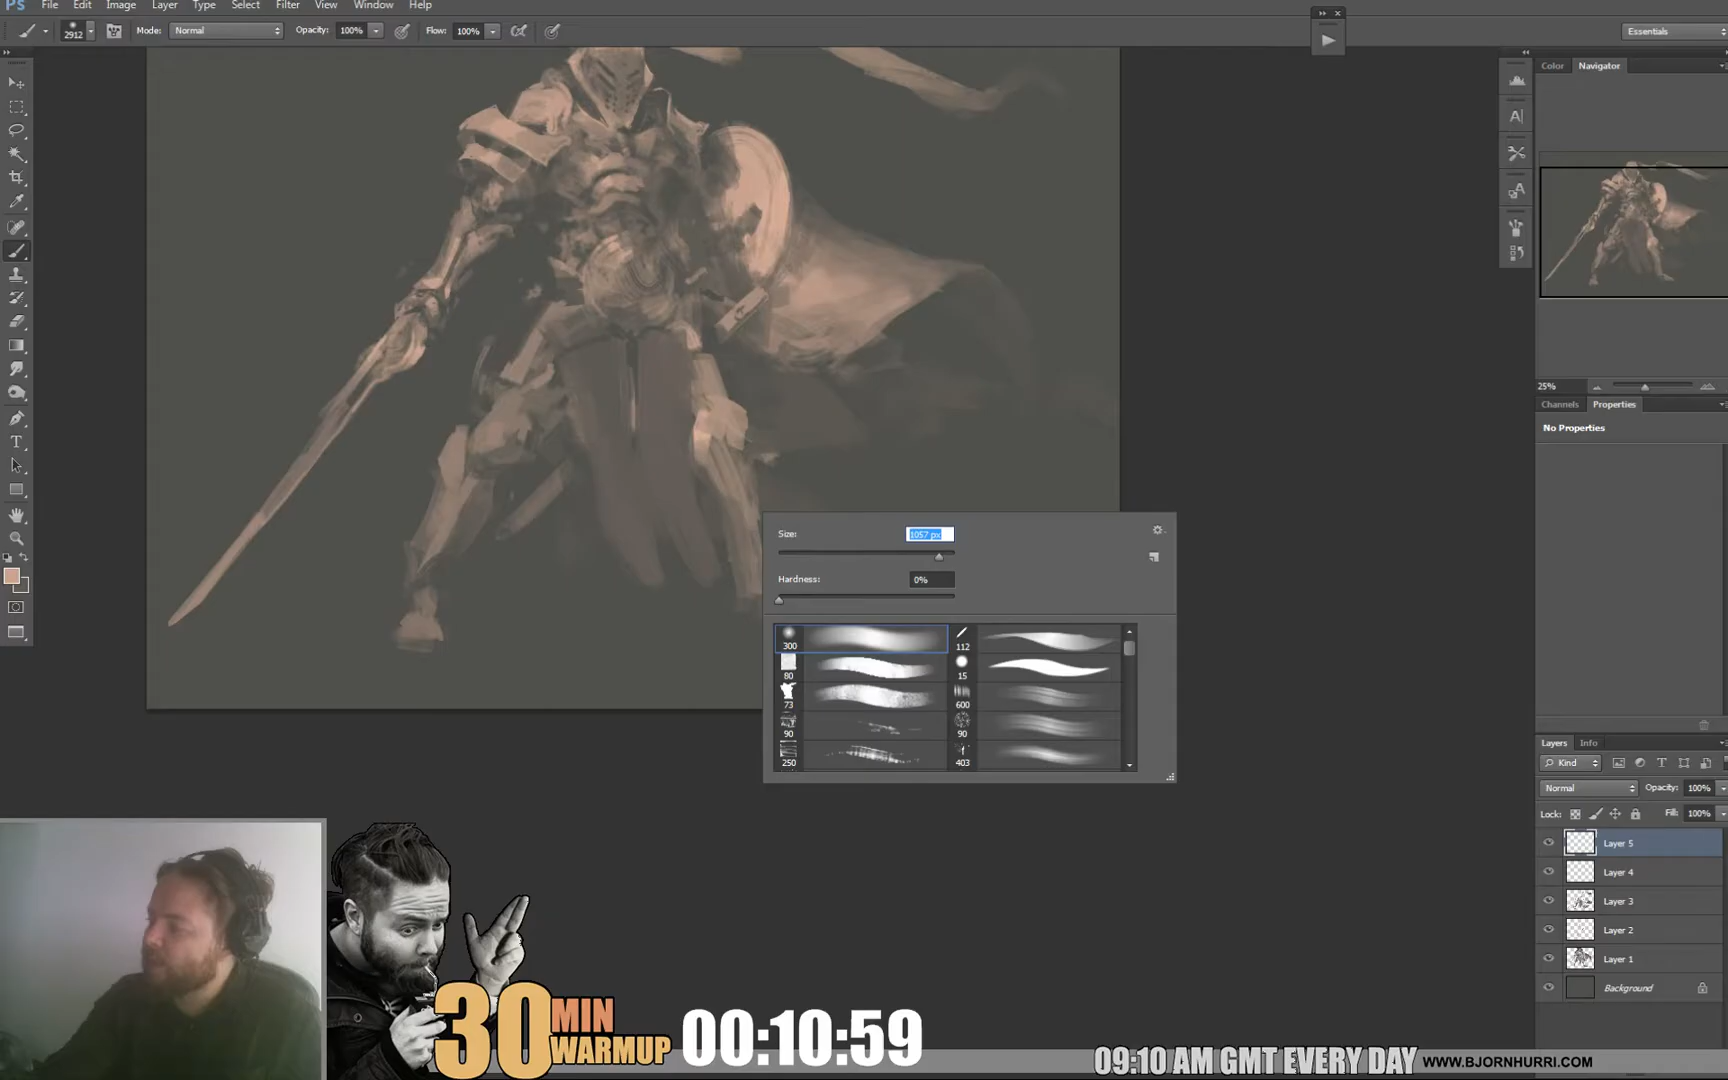 Ps File Edit Image Layer Type Select Filter View Window Help
2912 Mode: Normal Opacity: 100% Flow: 100% Essentials
Color Navigator
25%
Channels Properties
No Properties
Size: 1057 px
Hardness: 0%
300 112
80 15
73 600
90 90
250 403
Layers Info
Kind
Normal Opacity: 100%
Lock: Fill: 100%
Layer 5
Layer 4
Layer 3
Layer 2
Layer 1
Background
30 MIN WARMUP 00:10:59
09:10 AM GMT EVERY DAY WWW.BJORNHURRI.COM